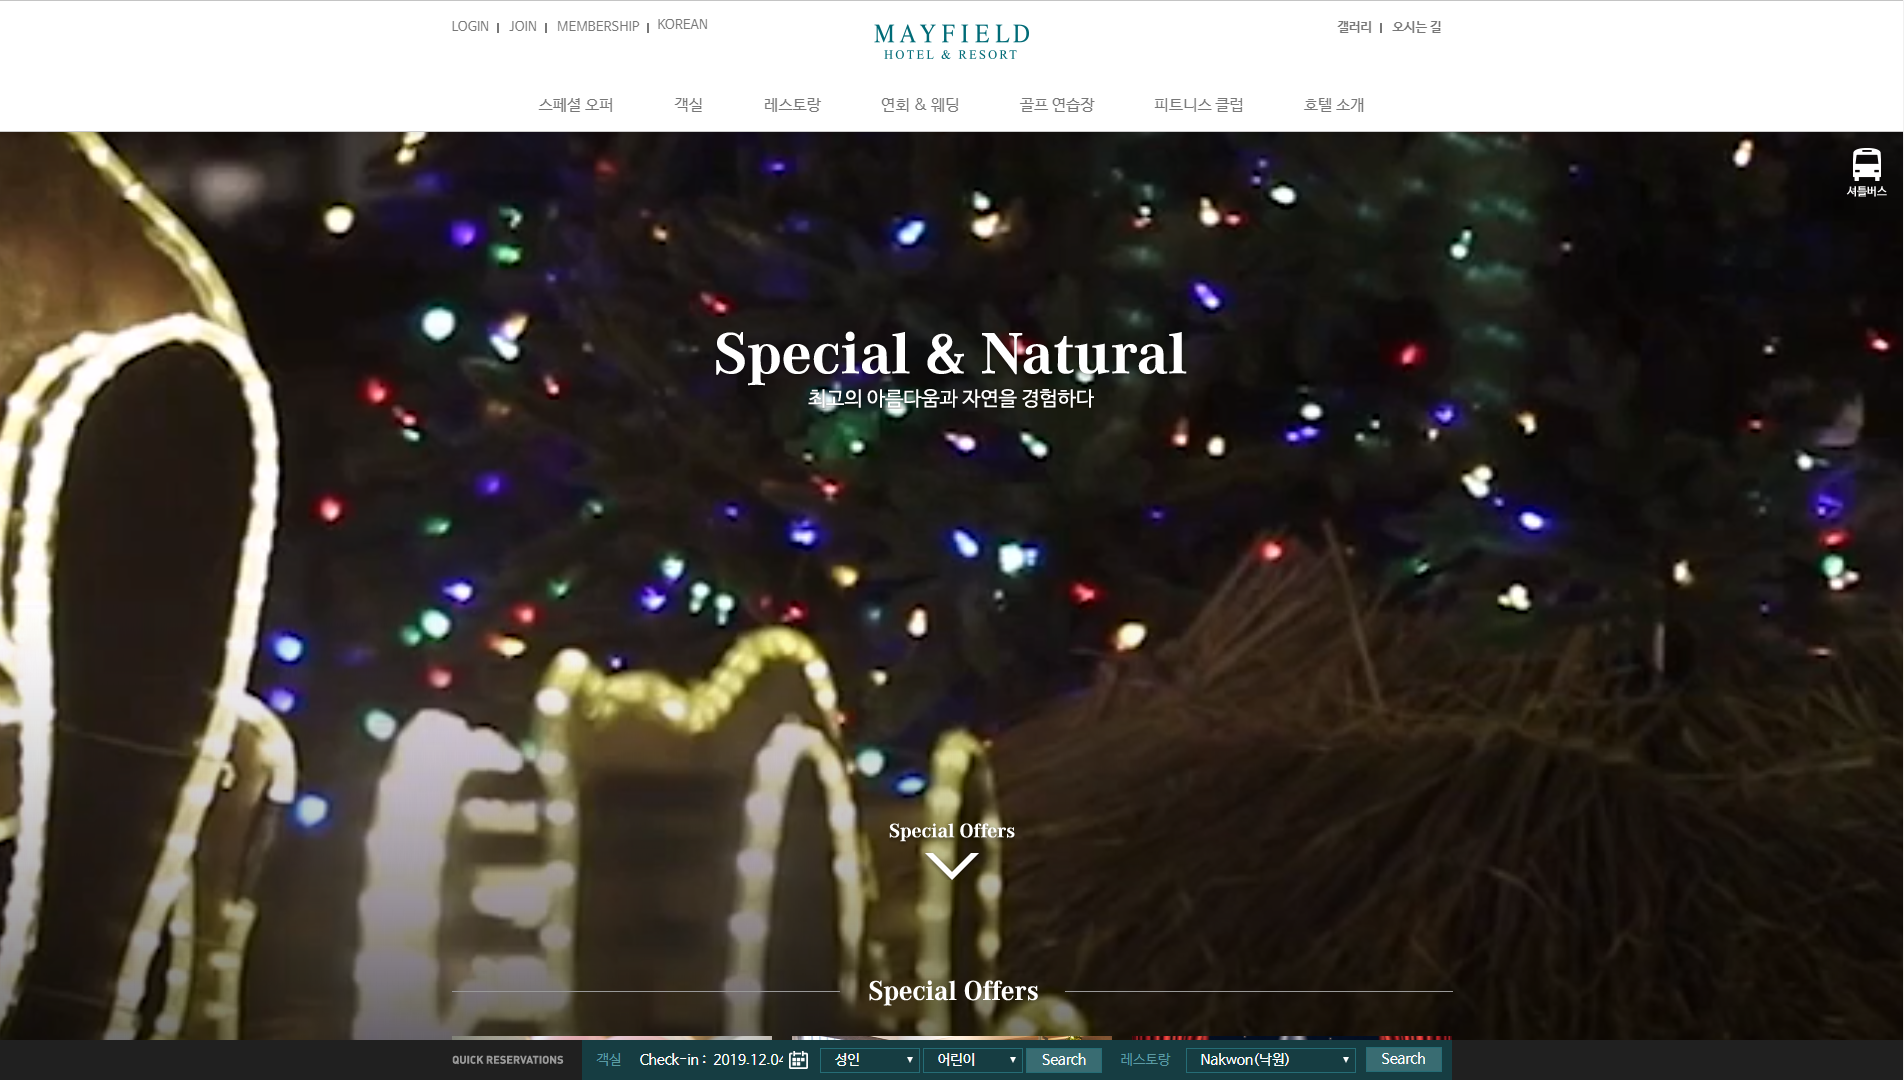 LOGIN JOIN MEMBERSHIP KOREAN
MAYFIELD
HOTEL & RESORT
갤러리 오시는 길
스페셜 오퍼 객실 레스토랑 연회 & 웨딩 골프 연습장 피트니스 클럽 호텔 소개
셔틀버스
Special & Natural
최고의 아름다움과 자연을 경험하다
Special Offers
Special Offers
QUICK RESERVATIONS 객실 Check-in : 2019.12.04 성인 어린이 Search 레스토랑 Nakwon(낙원) Search